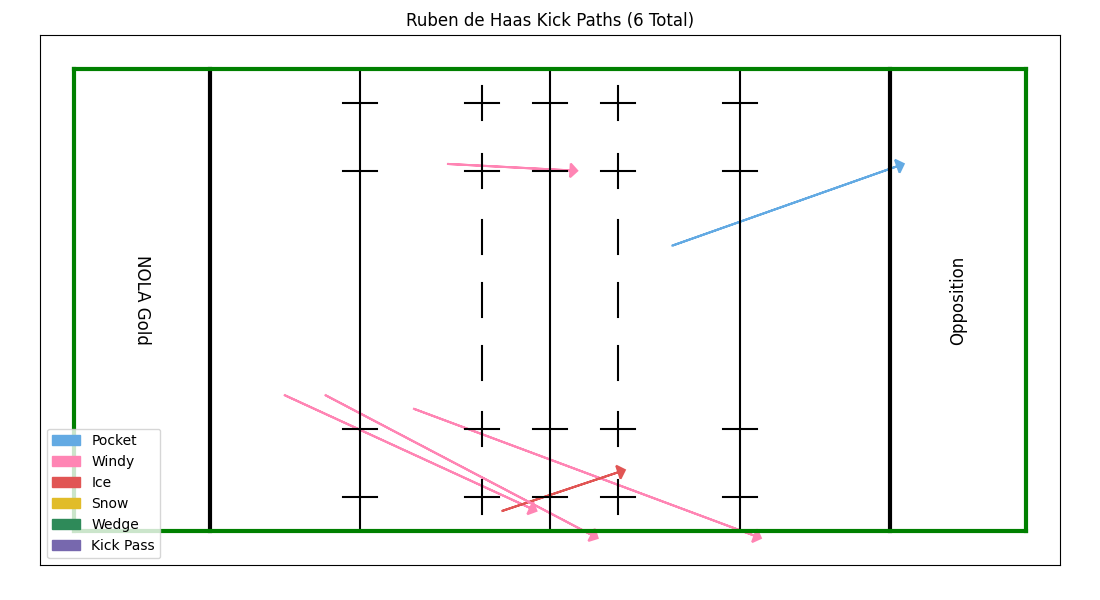 Ruben de Haas Kick Paths (6 Total)
NOLA Gold
Opposition
Pocket
Windy
Ice
Snow
Wedge
Kick Pass